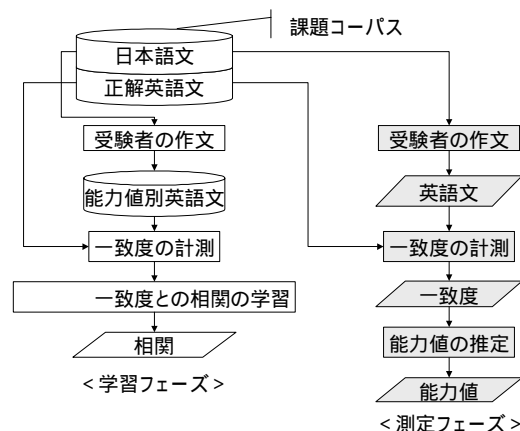 課題コーパス
日本語文
正解英語文
受験者の作文
能力値別英語文
一致度の計測
一致度との相関の学習
相関
<学習フェーズ>
受験者の作文
英語文
一致度の計測
一致度
能力値の推定
能力値
<測定フェーズ>